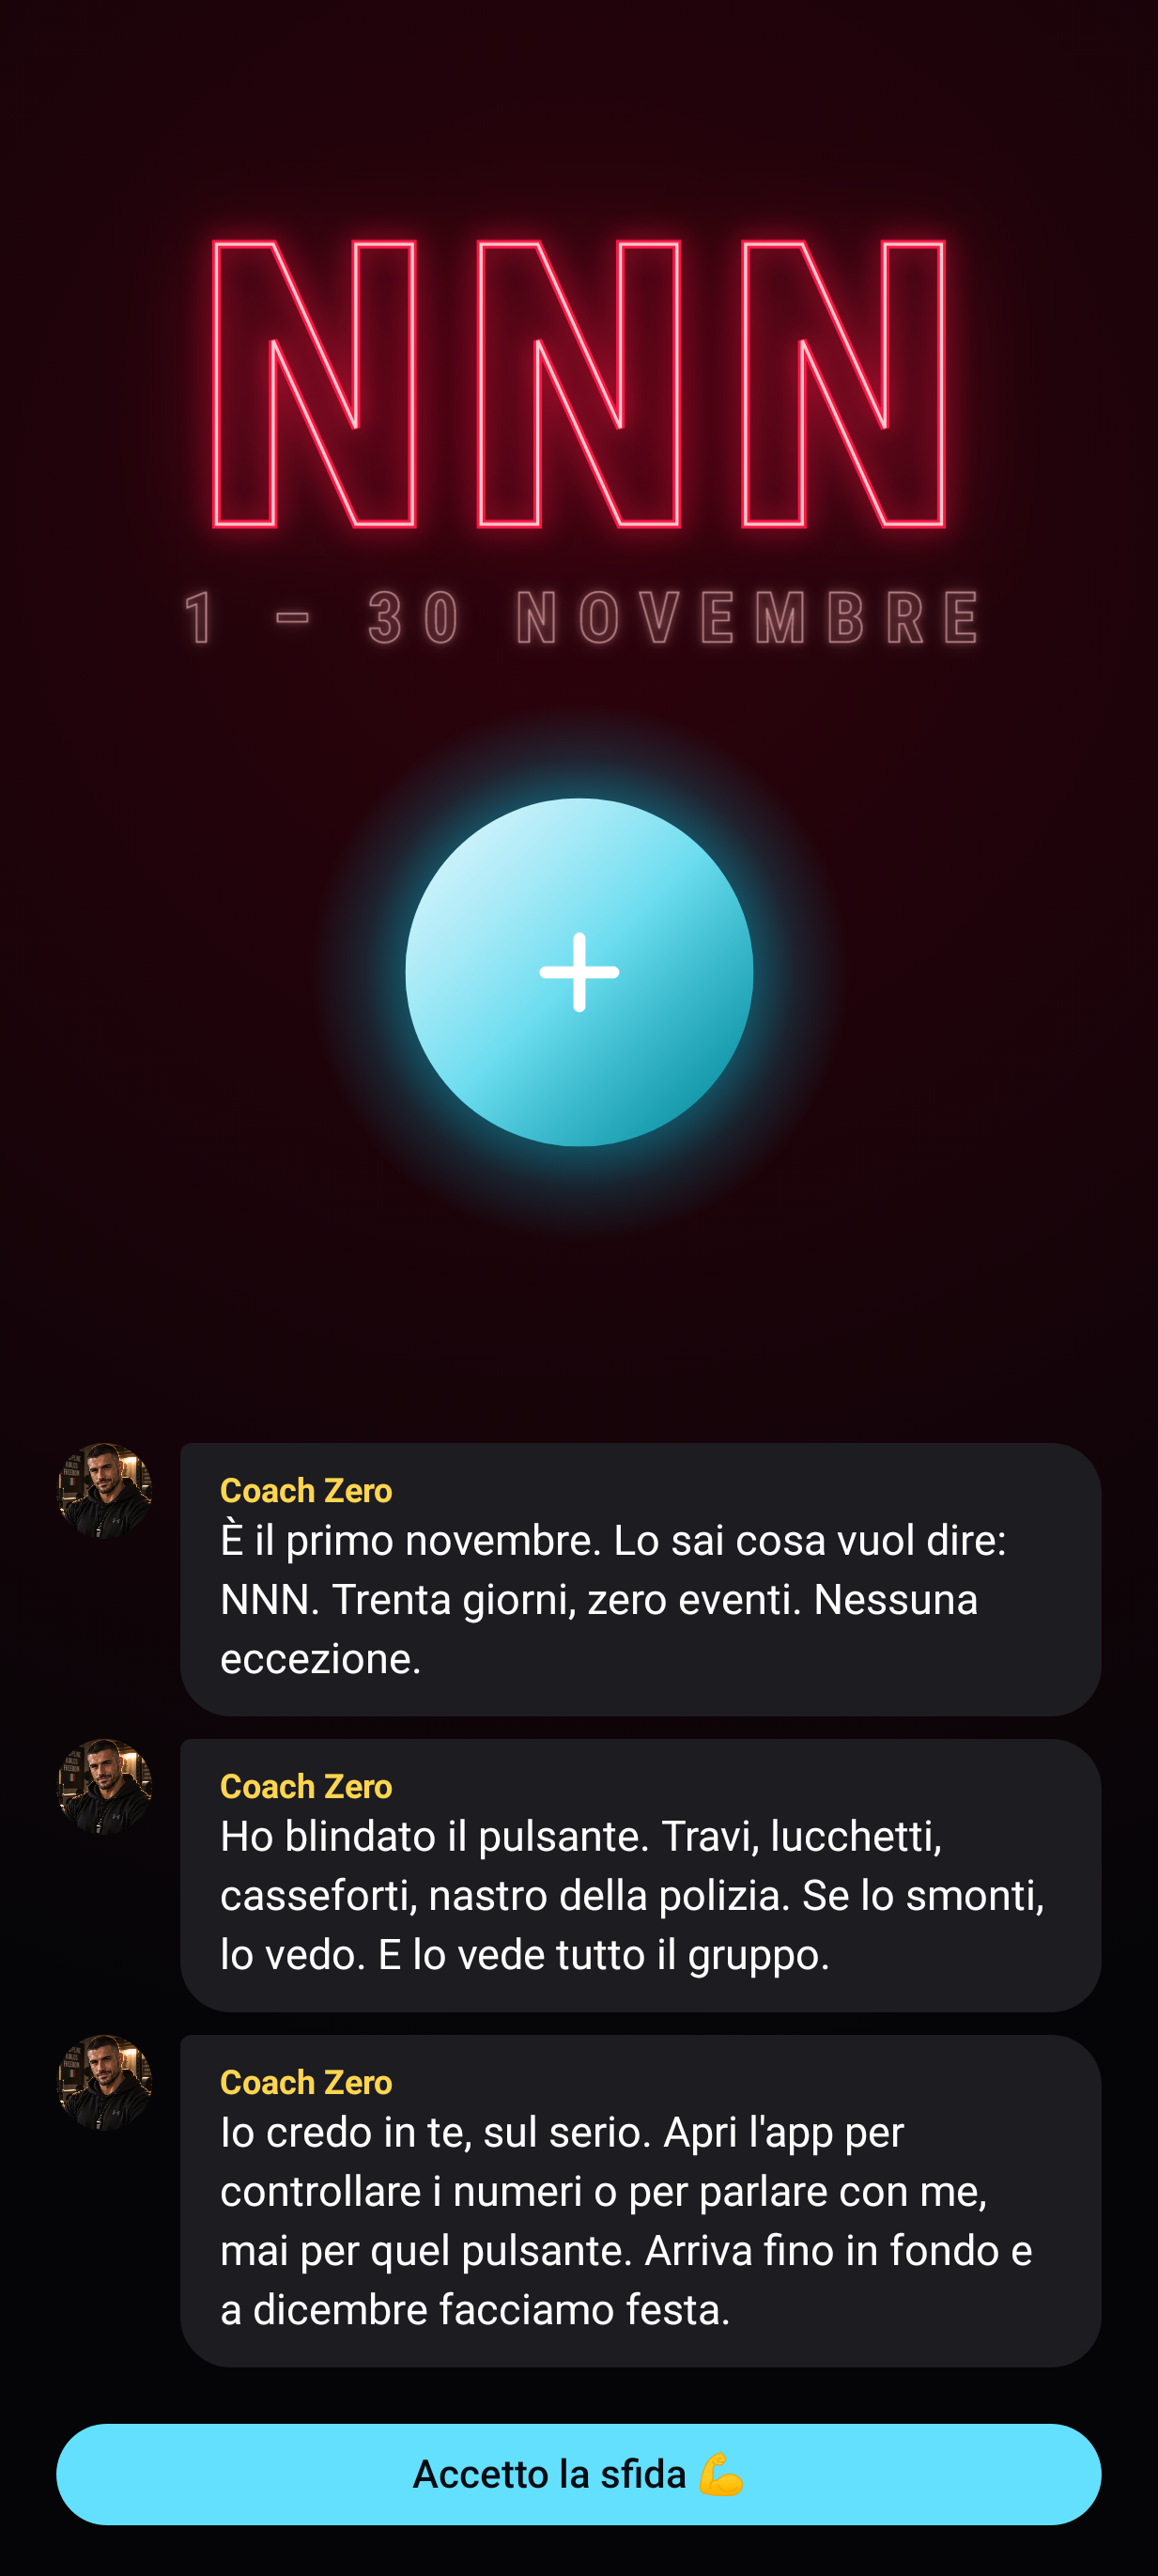 NNN
1 – 30 NOVEMBRE
Coach Zero
È il primo novembre. Lo sai cosa vuol dire:
NNN. Trenta giorni, zero eventi. Nessuna
eccezione.
Coach Zero
Ho blindato il pulsante. Travi, lucchetti,
casseforti, nastro della polizia. Se lo smonti,
lo vedo. E lo vede tutto il gruppo.
Coach Zero
Io credo in te, sul serio. Apri l'app per
controllare i numeri o per parlare con me,
mai per quel pulsante. Arriva fino in fondo e
a dicembre facciamo festa.
Accetto la sfida 💪